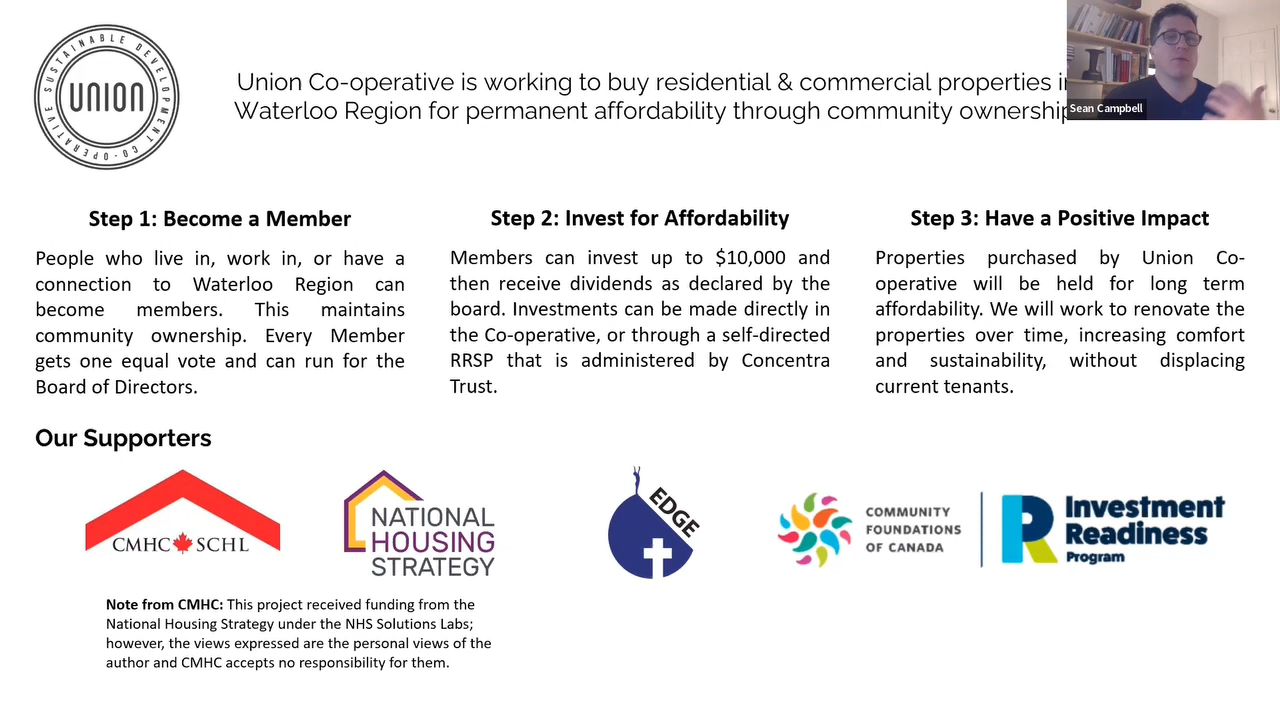 SUSTAINABLE DEVELOPMENT CO-OPERATIVE
UNION
Union Co-operative is working to buy residential & commercial properties
Waterloo Region for permanent affordability through community ownership
Sean Campbell
Step 1: Become a Member
People who live in, work in, or have a
connection to Waterloo Region can
become members. This maintains
community ownership. Every Member
gets one equal vote and can run for the
Board of Directors.
Step 2: Invest for Affordability
Members can invest up to $10,000 and
then receive dividends as declared by the
board. Investments can be made directly in
the Co-operative, or through a self-directed
RRSP that is administered by Concentra
Trust.
Step 3: Have a Positive Impact
Properties purchased by Union Co-
operative will be held for long term
affordability. We will work to renovate the
properties over time, increasing comfort
and sustainability, without displacing
current tenants.
Our Supporters
CMHC SCHL
NATIONAL
HOUSING
STRATEGY
EDGE
COMMUNITY
FOUNDATIONS
OF CANADA
Investment
Readiness
Program
Note from CMHC: This project received funding from the
National Housing Strategy under the NHS Solutions Labs;
however, the views expressed are the personal views of the
author and CMHC accepts no responsibility for them.